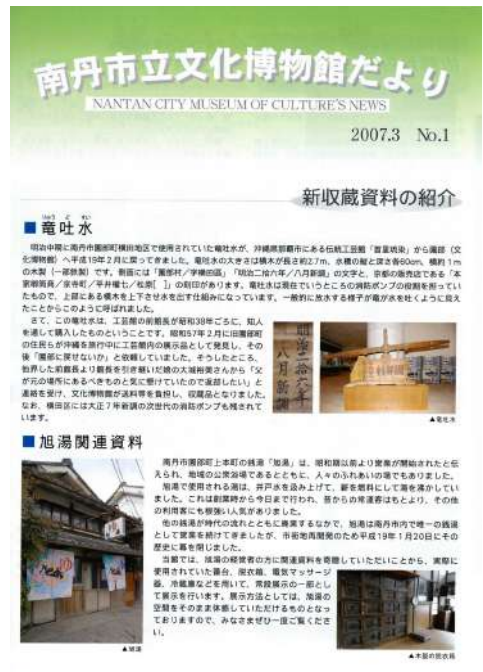 南丹市立文化博物館だより
NANTAN CITY MUSEUM OF CULTURE'S NEWS
2007.3 No.1
新収蔵資料の紹介
■竜吐水
りゅう ど すい
明治中期に南丹市園部町横田地区で使用されていた竜吐水が、沖縄県那覇市にある伝統工芸館「首里琉染」から園部(文
化博物館)へ平成19年2月に戻ってきました。竜吐水の大きさは横木が長さ約2.7m、水槽の縦と深さ各60cm、横約1m
の木製(一部鉄製)です。側面には「園部村/字横田區」「明治二拾六年/八月新調」の文字と、京都の販売店である「本
家御筒商/京寺町/平井權七/松原[ ]」の刻印があります。竜吐水は現在でいうところの消防ポンプの役割を担ってい
たもので、上部にある横木を上下させ水を出す仕組みになっています。一般的に放水する様子が竜が水を吐くように見え
たことからこのように呼ばれました。
さて、この竜吐水は、工芸館の前館長が昭和38年ごろに、知人
を通して購入したものということです。昭和57年2月に旧園部町
の住民らが沖縄を旅行中に工芸館内の展示品として発見し、その
後「園部に戻せないか」と依頼していました。そうしたところ、
他界した前館長より館長を引き継いだ娘の大城裕美さんから「父
が元の場所にあるべきものと気に懸けていたので返却したい」と
連絡を受け、文化博物館が送料等を負担し、収蔵品となりました。
なお、横田区には大正7年新調の次世代の消防ポンプも残されて
います。
明治二拾六年
八月新調
▲竜吐水
■旭湯関連資料
南丹市園部町上本町の銭湯「旭湯」は、昭和期以前より営業が開始されたと伝
えられ、地域の公衆浴場であるとともに、人々のふれあいの場でもありました。
旭湯で使用される湯は、井戸水を汲み上げて、薪を燃料にして湯を沸かしてい
ました。これは創業時から今日まで行われ、昔からの常連客はもとより、その他
の利用客にも根強い人気がありました。
他の銭湯が時代の流れとともに廃業するなかで、旭湯は南丹市内で唯一の銭湯
として営業を続けてきましたが、市街地再開発のため平成19年1月20日にその
歴史に幕を閉じました。
当館では、旭湯の経営者の方に関連資料を寄贈していただいたことから、実際に
使用されていた番台、脱衣箱、電気マッサージ
器、冷蔵庫などを用いて、常設展示の一部とし
て展示を行います。展示方法としては、旭湯の
空間をそのまま体感していただけるものとなっ
ておりますので、みなさまぜひ一度ご覧くださ
い。
▲旭湯
▲木製の脱衣箱